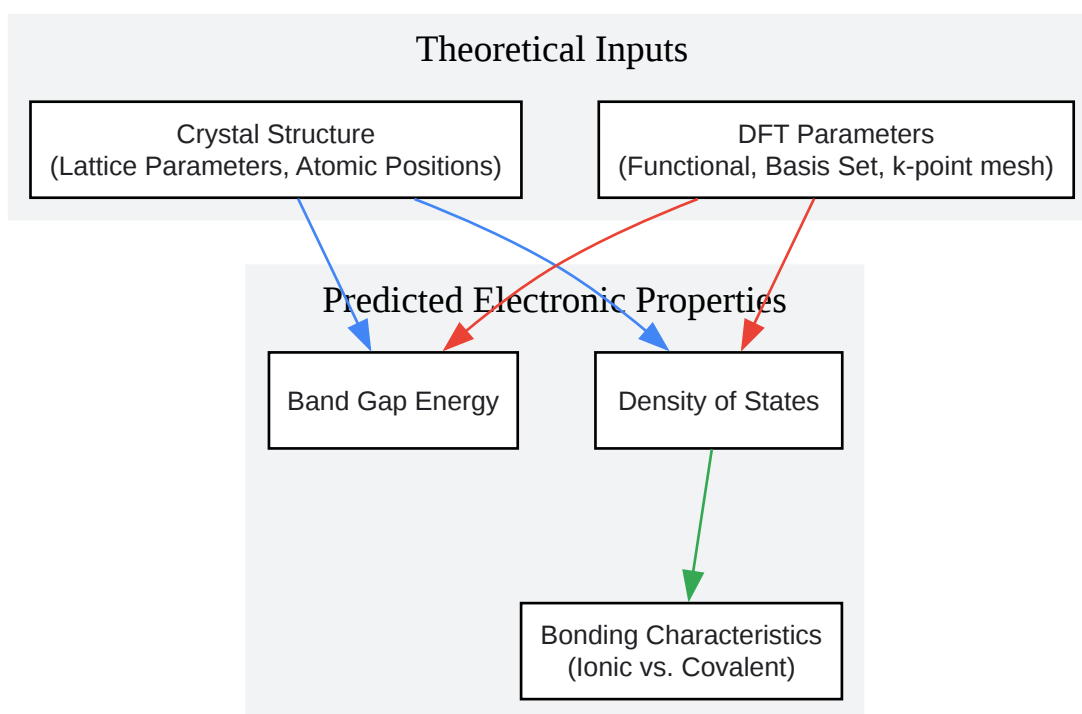 Theoretical Inputs
Crystal Structure
(Lattice Parameters, Atomic Positions)
DFT Parameters
(Functional, Basis Set, k-point mesh)
Predicted Electronic Properties
Band Gap Energy
Density of States
Bonding Characteristics
(Ionic vs. Covalent)